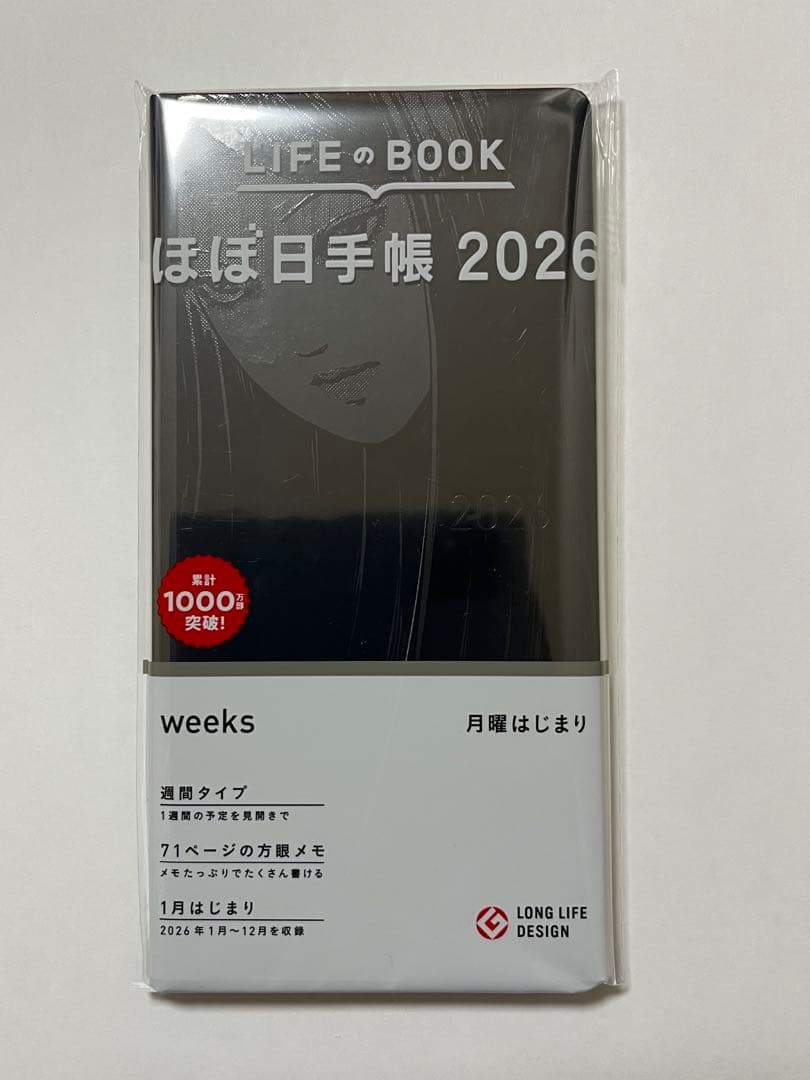 LIFEのBOOK
ほぼ日手帳 2026
2026
累計
1000万部
突破!
weeks
月曜はじまり
週間タイプ
1週間の予定を見開きで
71ページの方眼メモ
メモたっぷりでたくさん書ける
1月はじまり
2026年1月〜12月を収録
LONG LIFE
DESIGN